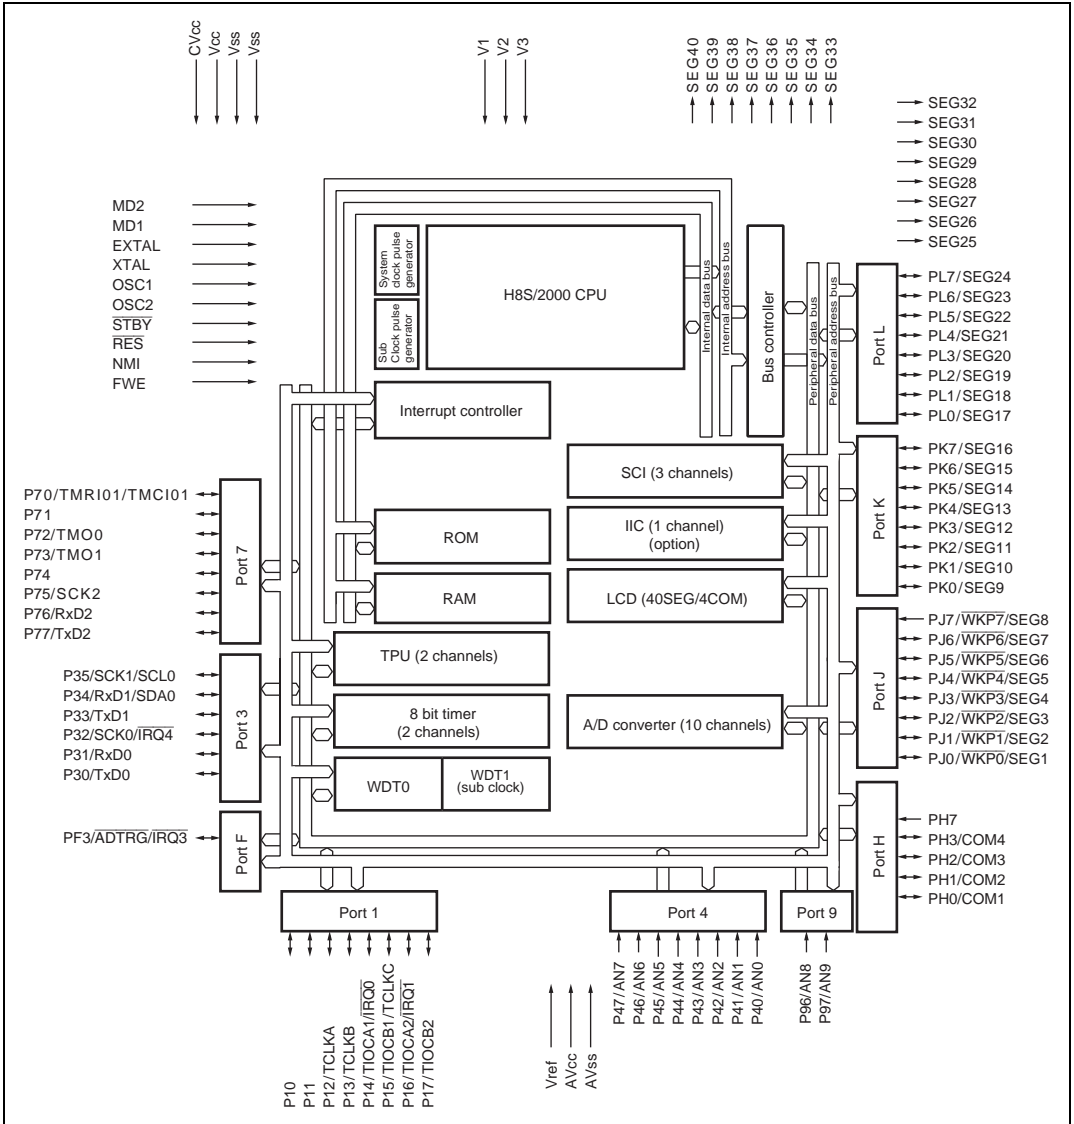 CVcc
Vcc
Vss
Vss
V1
V2
V3
SEG40
SEG39
SEG38
SEG37
SEG36
SEG35
SEG34
SEG33
SEG32
SEG31
SEG30
SEG29
SEG28
SEG27
SEG26
SEG25
MD2
MD1
EXTAL
XTAL
OSC1
OSC2
STBY
RES
NMI
FWE
System
clock pulse
generator
Sub
Clock pulse
generator
H8S/2000 CPU
Internal data bus
Internal address bus
Bus controller
Peripheral data bus
Peripheral address bus
Port L
PL7/SEG24
PL6/SEG23
PL5/SEG22
PL4/SEG21
PL3/SEG20
PL2/SEG19
PL1/SEG18
PL0/SEG17
Interrupt controller
SCI (3 channels)
Port K
PK7/SEG16
PK6/SEG15
PK5/SEG14
PK4/SEG13
PK3/SEG12
PK2/SEG11
PK1/SEG10
PK0/SEG9
P70/TMRI01/TMCI01
P71
P72/TMO0
P73/TMO1
P74
P75/SCK2
P76/RxD2
P77/TxD2
Port 7
ROM
IIC (1 channel)
(option)
RAM
LCD (40SEG/4COM)
Port J
PJ7/WKP7/SEG8
PJ6/WKP6/SEG7
PJ5/WKP5/SEG6
PJ4/WKP4/SEG5
PJ3/WKP3/SEG4
PJ2/WKP2/SEG3
PJ1/WKP1/SEG2
PJ0/WKP0/SEG1
P35/SCK1/SCL0
P34/RxD1/SDA0
P33/TxD1
P32/SCK0/IRQ4
P31/RxD0
P30/TxD0
Port 3
TPU (2 channels)
8 bit timer
(2 channels)
A/D converter (10 channels)
WDT0
WDT1
(sub clock)
PF3/ADTRG/IRQ3
Port F
Port H
PH7
PH3/COM4
PH2/COM3
PH1/COM2
PH0/COM1
Port 1
Port 4
Port 9
P10
P11
P12/TCLKA
P13/TCLKB
P14/TIOCA1/IRQ0
P15/TIOCB1/TCLKC
P16/TIOCA2/IRQ1
P17/TIOCB2
Vref
AVcc
AVss
P47/AN7
P46/AN6
P45/AN5
P44/AN4
P43/AN3
P42/AN2
P41/AN1
P40/AN0
P96/AN8
P97/AN9